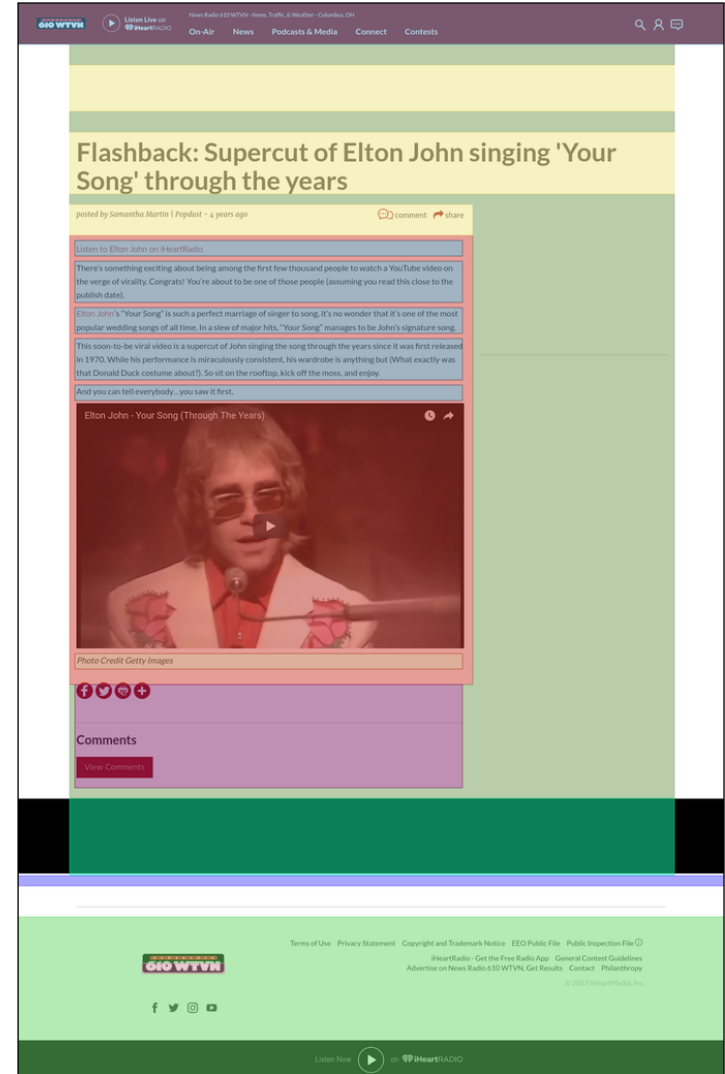 610 WTVN
Listen Live on
iHeartRADIO
News Radio 610 WTVN - News, Traffic, & Weather - Columbus, OH
On-Air News Podcasts & Media Connect Contests
Flashback: Supercut of Elton John singing 'Your
Song' through the years
posted by Samantha Martin | Popdust - 4 years ago
comment share
Listen to Elton John on iHeartRadio
There's something exciting about being among the first few thousand people to watch a YouTube video on
the verge of virality. Congrats! You're about to be one of those people (assuming you read this close to the
publish date).
Elton John's "Your Song" is such a perfect marriage of singer to song, it's no wonder that it's one of the most
popular wedding songs of all time. In a slew of major hits, "Your Song" manages to be John's signature song.
This soon-to-be viral video is a supercut of John singing the song through the years since it was first released
in 1970. While his performance is miraculously consistent, his wardrobe is anything but (What exactly was
that Donald Duck costume about?). So sit on the rooftop, kick off the moss, and enjoy.
And you can tell everybody...you saw it first.
Elton John - Your Song (Through The Years)
Photo Credit Getty Images
Comments
View Comments
Terms of Use Privacy Statement Copyright and Trademark Notice EEO Public File Public Inspection File
610 WTVN
iHeartRadio - Get the Free Radio App General Contest Guidelines
Advertise on News Radio 610 WTVN, Get Results Contact Philanthropy
© 2017 iHeartMedia, Inc.
Listen Now on iHeartRADIO